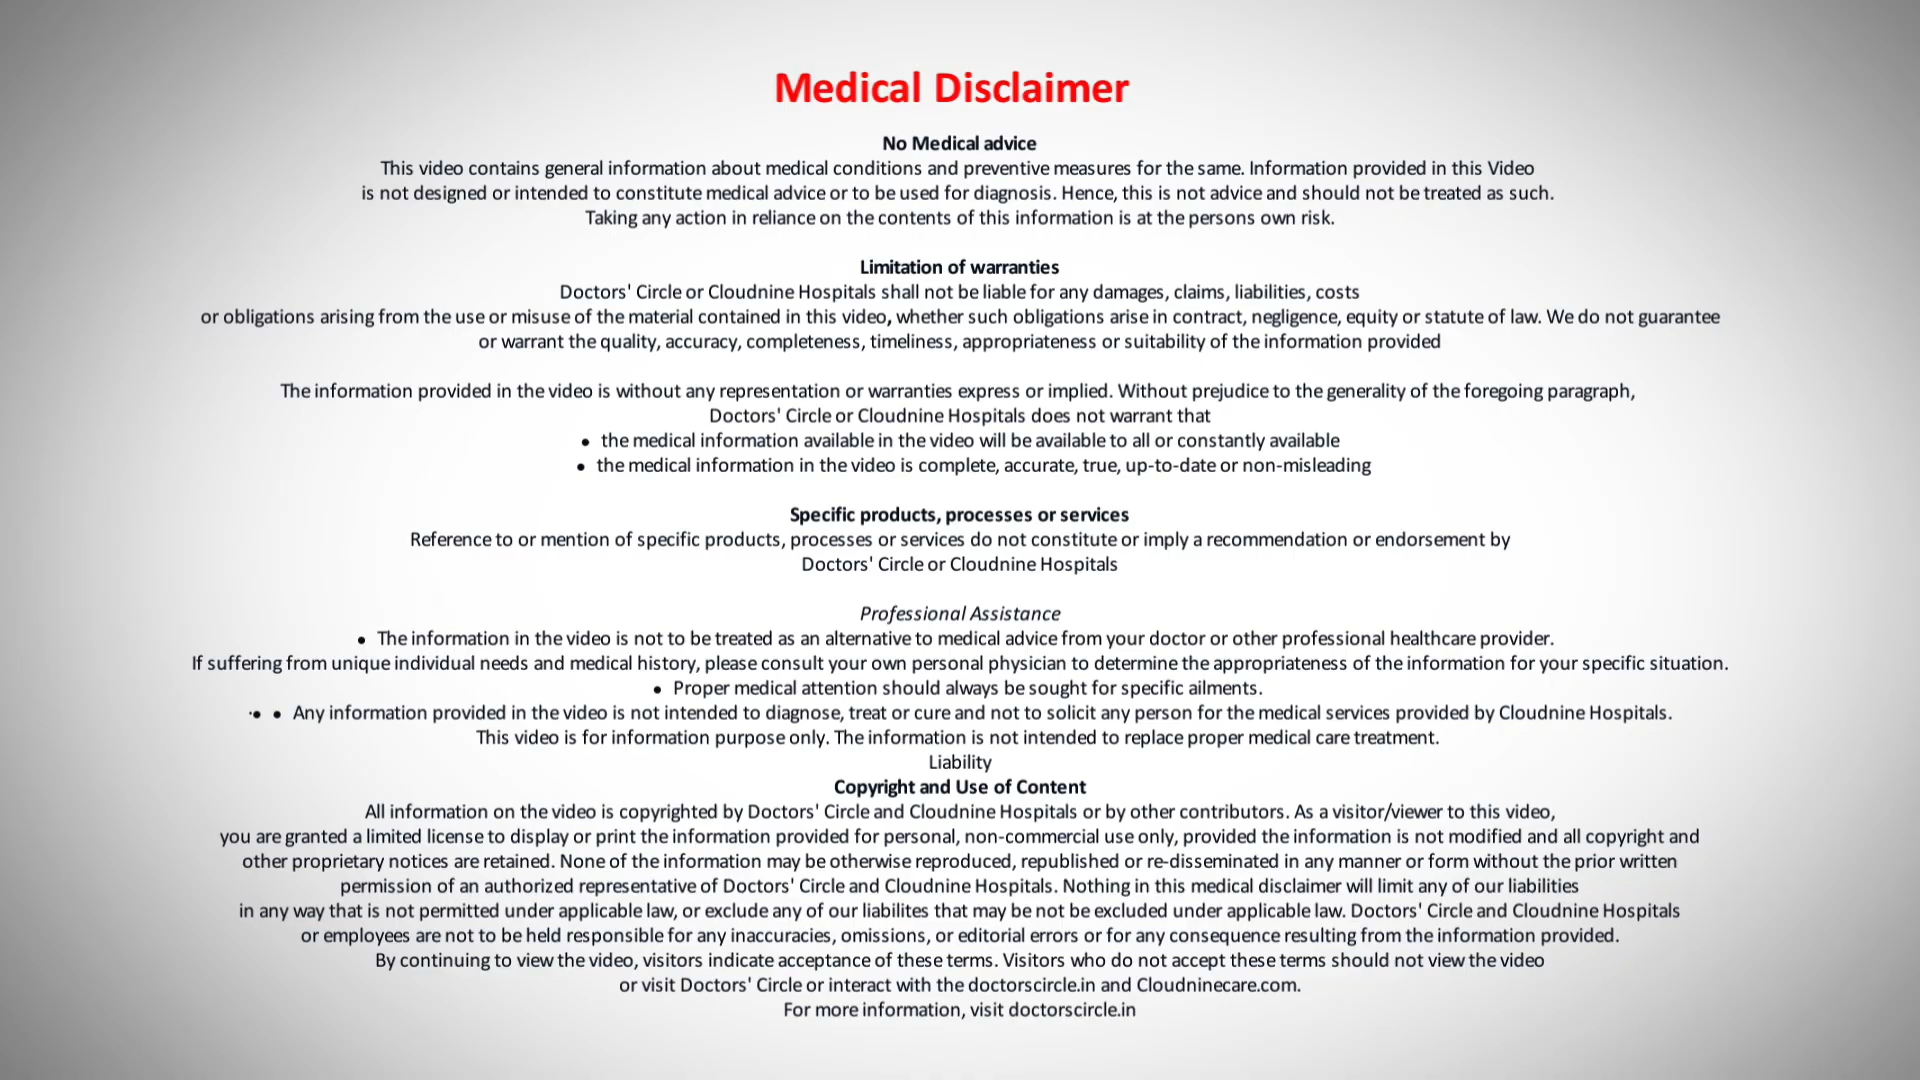 Medical Disclaimer
No Medical advice
This video contains general information about medical conditions and preventive measures for the same. Information provided in this Video
is not designed or intended to constitute medical advice or to be used for diagnosis. Hence, this is not advice and should not be treated as such.
Taking any action in reliance on the contents of this information is at the persons own risk.
Limitation of warranties
Doctors' Circle or Cloudnine Hospitals shall not be liable for any damages, claims, liabilities, costs
or obligations arising from the use or misuse of the material contained in this video, whether such obligations arise in contract, negligence, equity or statute of law. We do not guarantee
or warrant the quality, accuracy, completeness, timeliness, appropriateness or suitability of the information provided
The information provided in the video is without any representation or warranties express or implied. Without prejudice to the generality of the foregoing paragraph,
Doctors' Circle or Cloudnine Hospitals does not warrant that
● the medical information available in the video will be available to all or constantly available
● the medical information in the video is complete, accurate, true, up-to-date or non-misleading
Specific products, processes or services
Reference to or mention of specific products, processes or services do not constitute or imply a recommendation or endorsement by
Doctors' Circle or Cloudnine Hospitals
Professional Assistance
● The information in the video is not to be treated as an alternative to medical advice from your doctor or other professional healthcare provider.
If suffering from unique individual needs and medical history, please consult your own personal physician to determine the appropriateness of the information for your specific situation.
● Proper medical attention should always be sought for specific ailments.
·● ● Any information provided in the video is not intended to diagnose, treat or cure and not to solicit any person for the medical services provided by Cloudnine Hospitals.
This video is for information purpose only. The information is not intended to replace proper medical care treatment.
Liability
Copyright and Use of Content
All information on the video is copyrighted by Doctors' Circle and Cloudnine Hospitals or by other contributors. As a visitor/viewer to this video,
you are granted a limited license to display or print the information provided for personal, non-commercial use only, provided the information is not modified and all copyright and
other proprietary notices are retained. None of the information may be otherwise reproduced, republished or re-disseminated in any manner or form without the prior written
permission of an authorized representative of Doctors' Circle and Cloudnine Hospitals. Nothing in this medical disclaimer will limit any of our liabilities
in any way that is not permitted under applicable law, or exclude any of our liabilites that may be not be excluded under applicable law. Doctors' Circle and Cloudnine Hospitals
or employees are not to be held responsible for any inaccuracies, omissions, or editorial errors or for any consequence resulting from the information provided.
By continuing to view the video, visitors indicate acceptance of these terms. Visitors who do not accept these terms should not view the video
or visit Doctors' Circle or interact with the doctorscircle.in and Cloudninecare.com.
For more information, visit doctorscircle.in